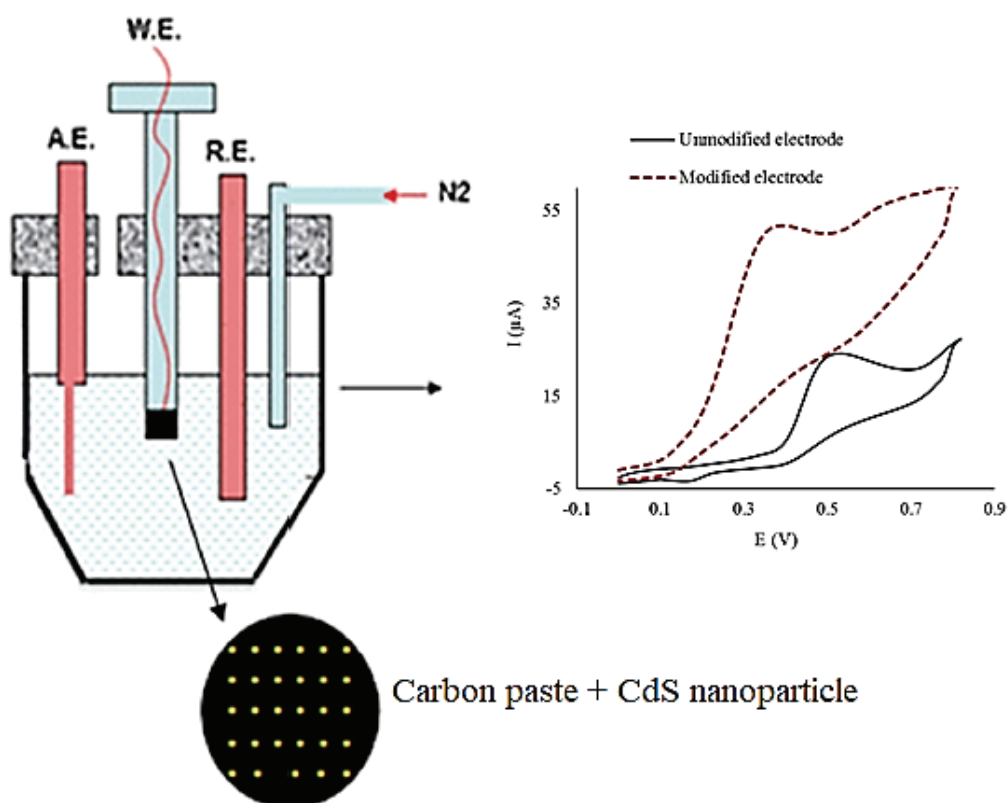 W.E.
A.E.
R.E.
N2
Unmodified electrode
Modified electrode
55
35
15
-5
I (µA)
-0.1 0.1 0.3 0.5 0.7 0.9
E (V)
Carbon paste + CdS nanoparticle